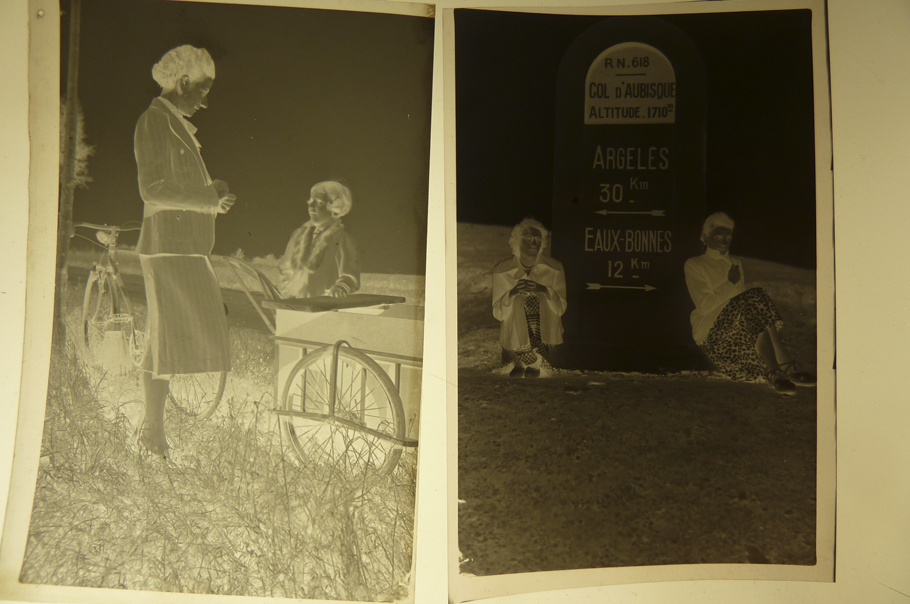 R N. 618
COL D'AUBISQUE
ALTITUDE. 1710m
ARGELES
30 Km
EAUX-BONNES
12 Km